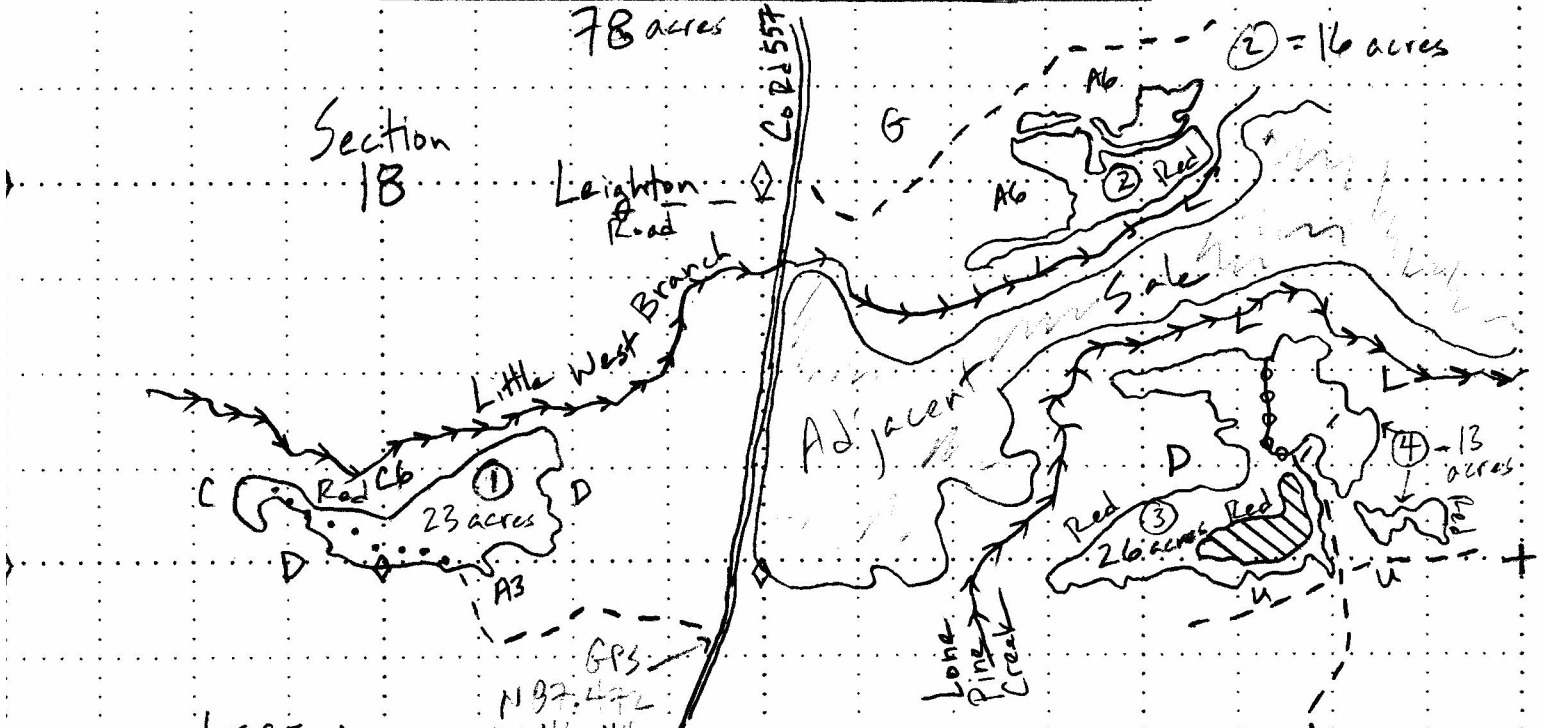 78 acres
Co Rd 557
② = 16 acres
A6
Section
18
G
Leighton
Road
A6
② Red
L
Little West Branch
L
Sale
Adjacent
L
L
C
Red C6
①
23 acres
D
D
④ - 13
acres
Red
D
Red
③
26 acres
Red
A3
U
U
GPS
Lone
Pine
Creek